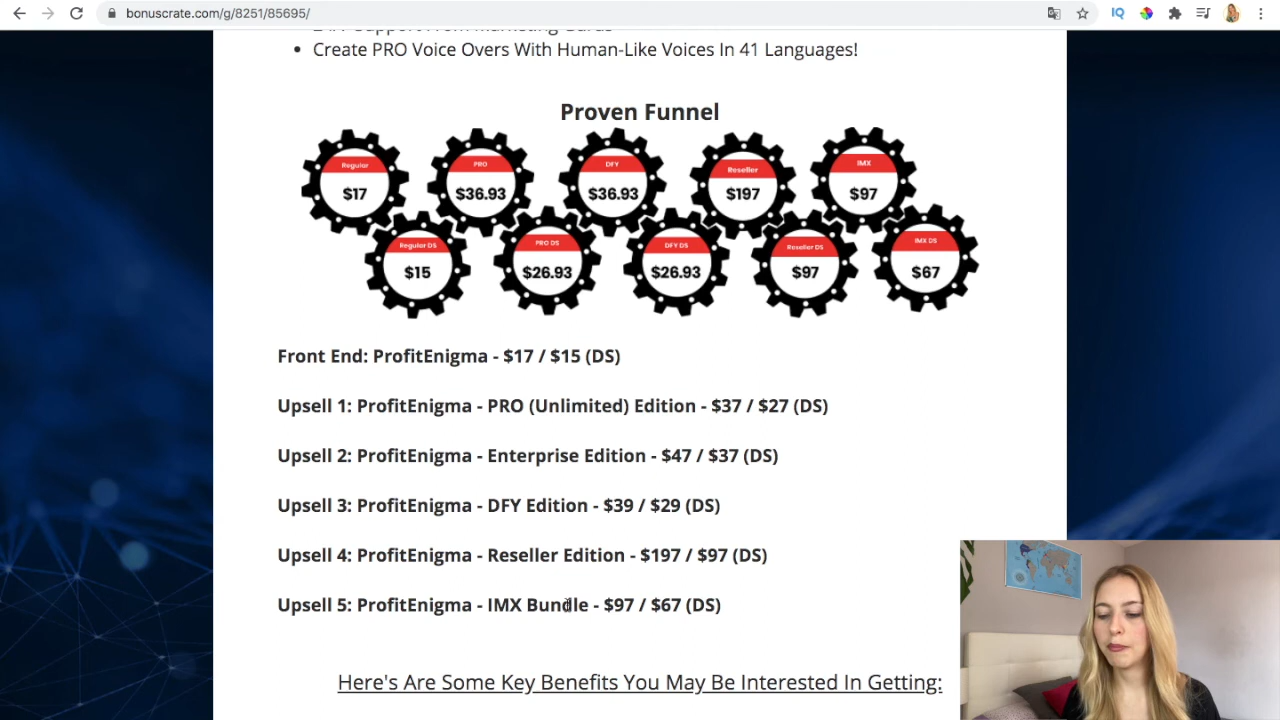 bonuscrate.com/g/8251/85695/
Create PRO Voice Overs With Human-Like Voices In 41 Languages!
Proven Funnel
Regular
$17
PRO
$36.93
DFY
$36.93
Reseller
$197
IMX
$97
Regular DS
$15
PRO DS
$26.93
DFY DS
$26.93
Reseller DS
$97
IMX DS
$67
Front End: ProfitEnigma - $17 / $15 (DS)
Upsell 1: ProfitEnigma - PRO (Unlimited) Edition - $37 / $27 (DS)
Upsell 2: ProfitEnigma - Enterprise Edition - $47 / $37 (DS)
Upsell 3: ProfitEnigma - DFY Edition - $39 / $29 (DS)
Upsell 4: ProfitEnigma - Reseller Edition - $197 / $97 (DS)
Upsell 5: ProfitEnigma - IMX Bundle - $97 / $67 (DS)
Here's Are Some Key Benefits You May Be Interested In Getting: